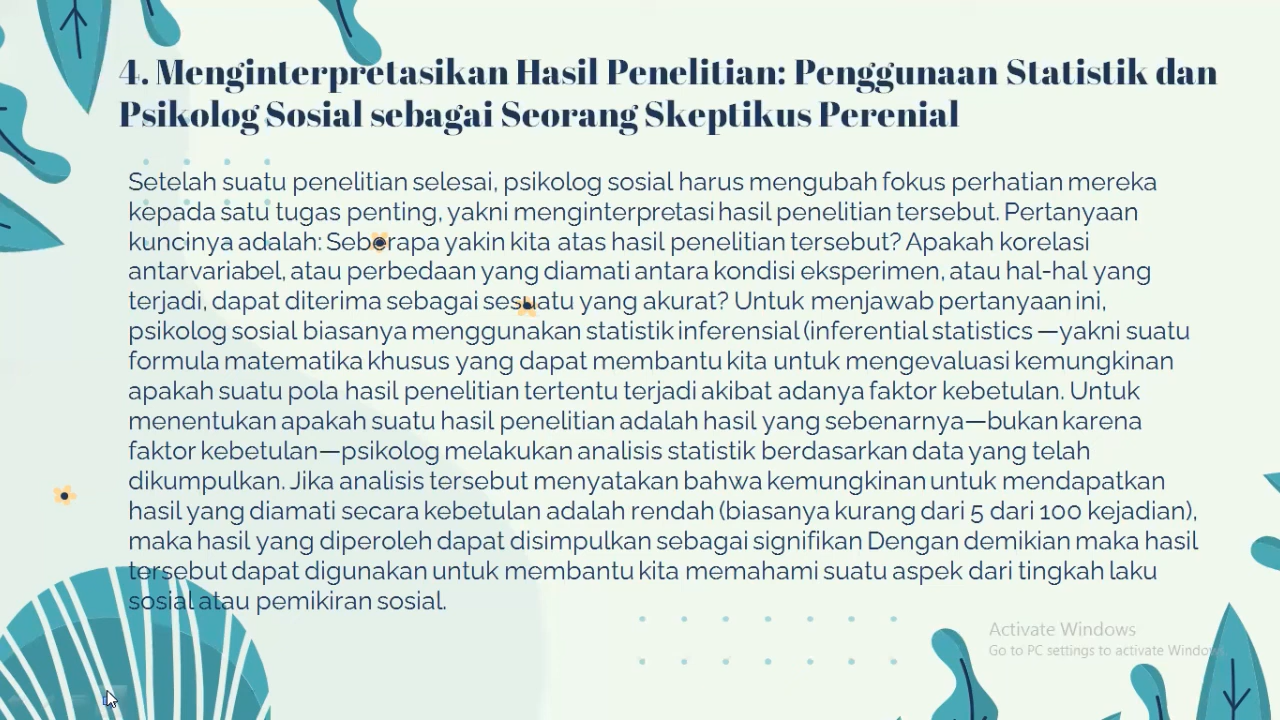 4. Menginterpretasikan Hasil Penelitian: Penggunaan Statistik dan
Psikolog Sosial sebagai Seorang Skeptikus Perenial
Setelah suatu penelitian selesai, psikolog sosial harus mengubah fokus perhatian mereka
kepada satu tugas penting, yakni menginterpretasi hasil penelitian tersebut. Pertanyaan
kuncinya adalah: Seberapa yakin kita atas hasil penelitian tersebut? Apakah korelasi
antarvariabel, atau perbedaan yang diamati antara kondisi eksperimen, atau hal-hal yang
terjadi, dapat diterima sebagai sesuatu yang akurat? Untuk menjawab pertanyaan ini,
psikolog sosial biasanya menggunakan statistik inferensial (inferential statistics —yakni suatu
formula matematika khusus yang dapat membantu kita untuk mengevaluasi kemungkinan
apakah suatu pola hasil penelitian tertentu terjadi akibat adanya faktor kebetulan. Untuk
menentukan apakah suatu hasil penelitian adalah hasil yang sebenarnya—bukan karena
faktor kebetulan—psikolog melakukan analisis statistik berdasarkan data yang telah
dikumpulkan. Jika analisis tersebut menyatakan bahwa kemungkinan untuk mendapatkan
hasil yang diamati secara kebetulan adalah rendah (biasanya kurang dari 5 dari 100 kejadian),
maka hasil yang diperoleh dapat disimpulkan sebagai signifikan Dengan demikian maka hasil
tersebut dapat digunakan untuk membantu kita memahami suatu aspek dari tingkah laku
sosial atau pemikiran sosial.
Activate Windows
Go to PC settings to activate Windows.